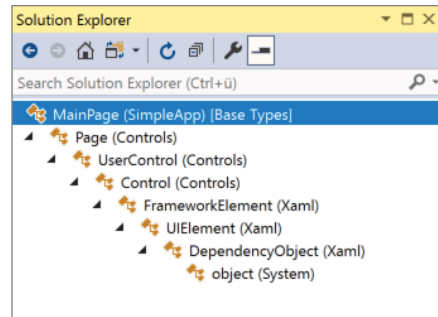 Solution Explorer
Search Solution Explorer (Ctrl+ü)
MainPage (SimpleApp) [Base Types]
Page (Controls)
UserControl (Controls)
Control (Controls)
FrameworkElement (Xaml)
UIElement (Xaml)
DependencyObject (Xaml)
object (System)